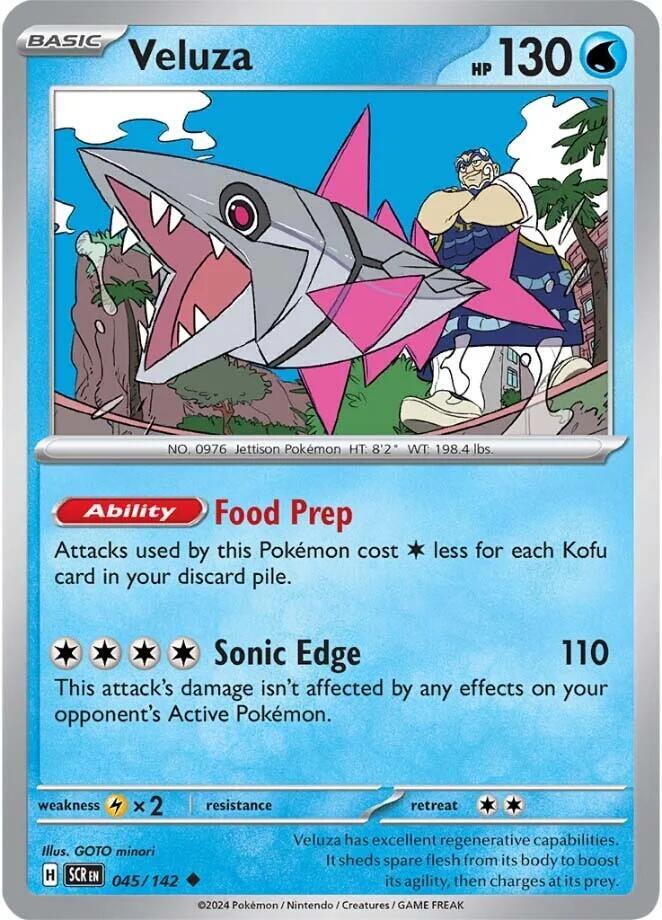 BASIC
Veluza
HP 130
NO. 0976 Jettison Pokémon HT: 8'2" WT: 198.4 lbs.
Ability Food Prep
Attacks used by this Pokémon cost less for each Kofu
card in your discard pile.
Sonic Edge 110
This attack's damage isn't affected by any effects on your
opponent's Active Pokémon.
weakness ×2 resistance retreat
Illus. GOTO minori
Veluza has excellent regenerative capabilities.
It sheds spare flesh from its body to boost
its agility, then charges at its prey.
H SCR EN 045/142
©2024 Pokémon / Nintendo / Creatures / GAME FREAK